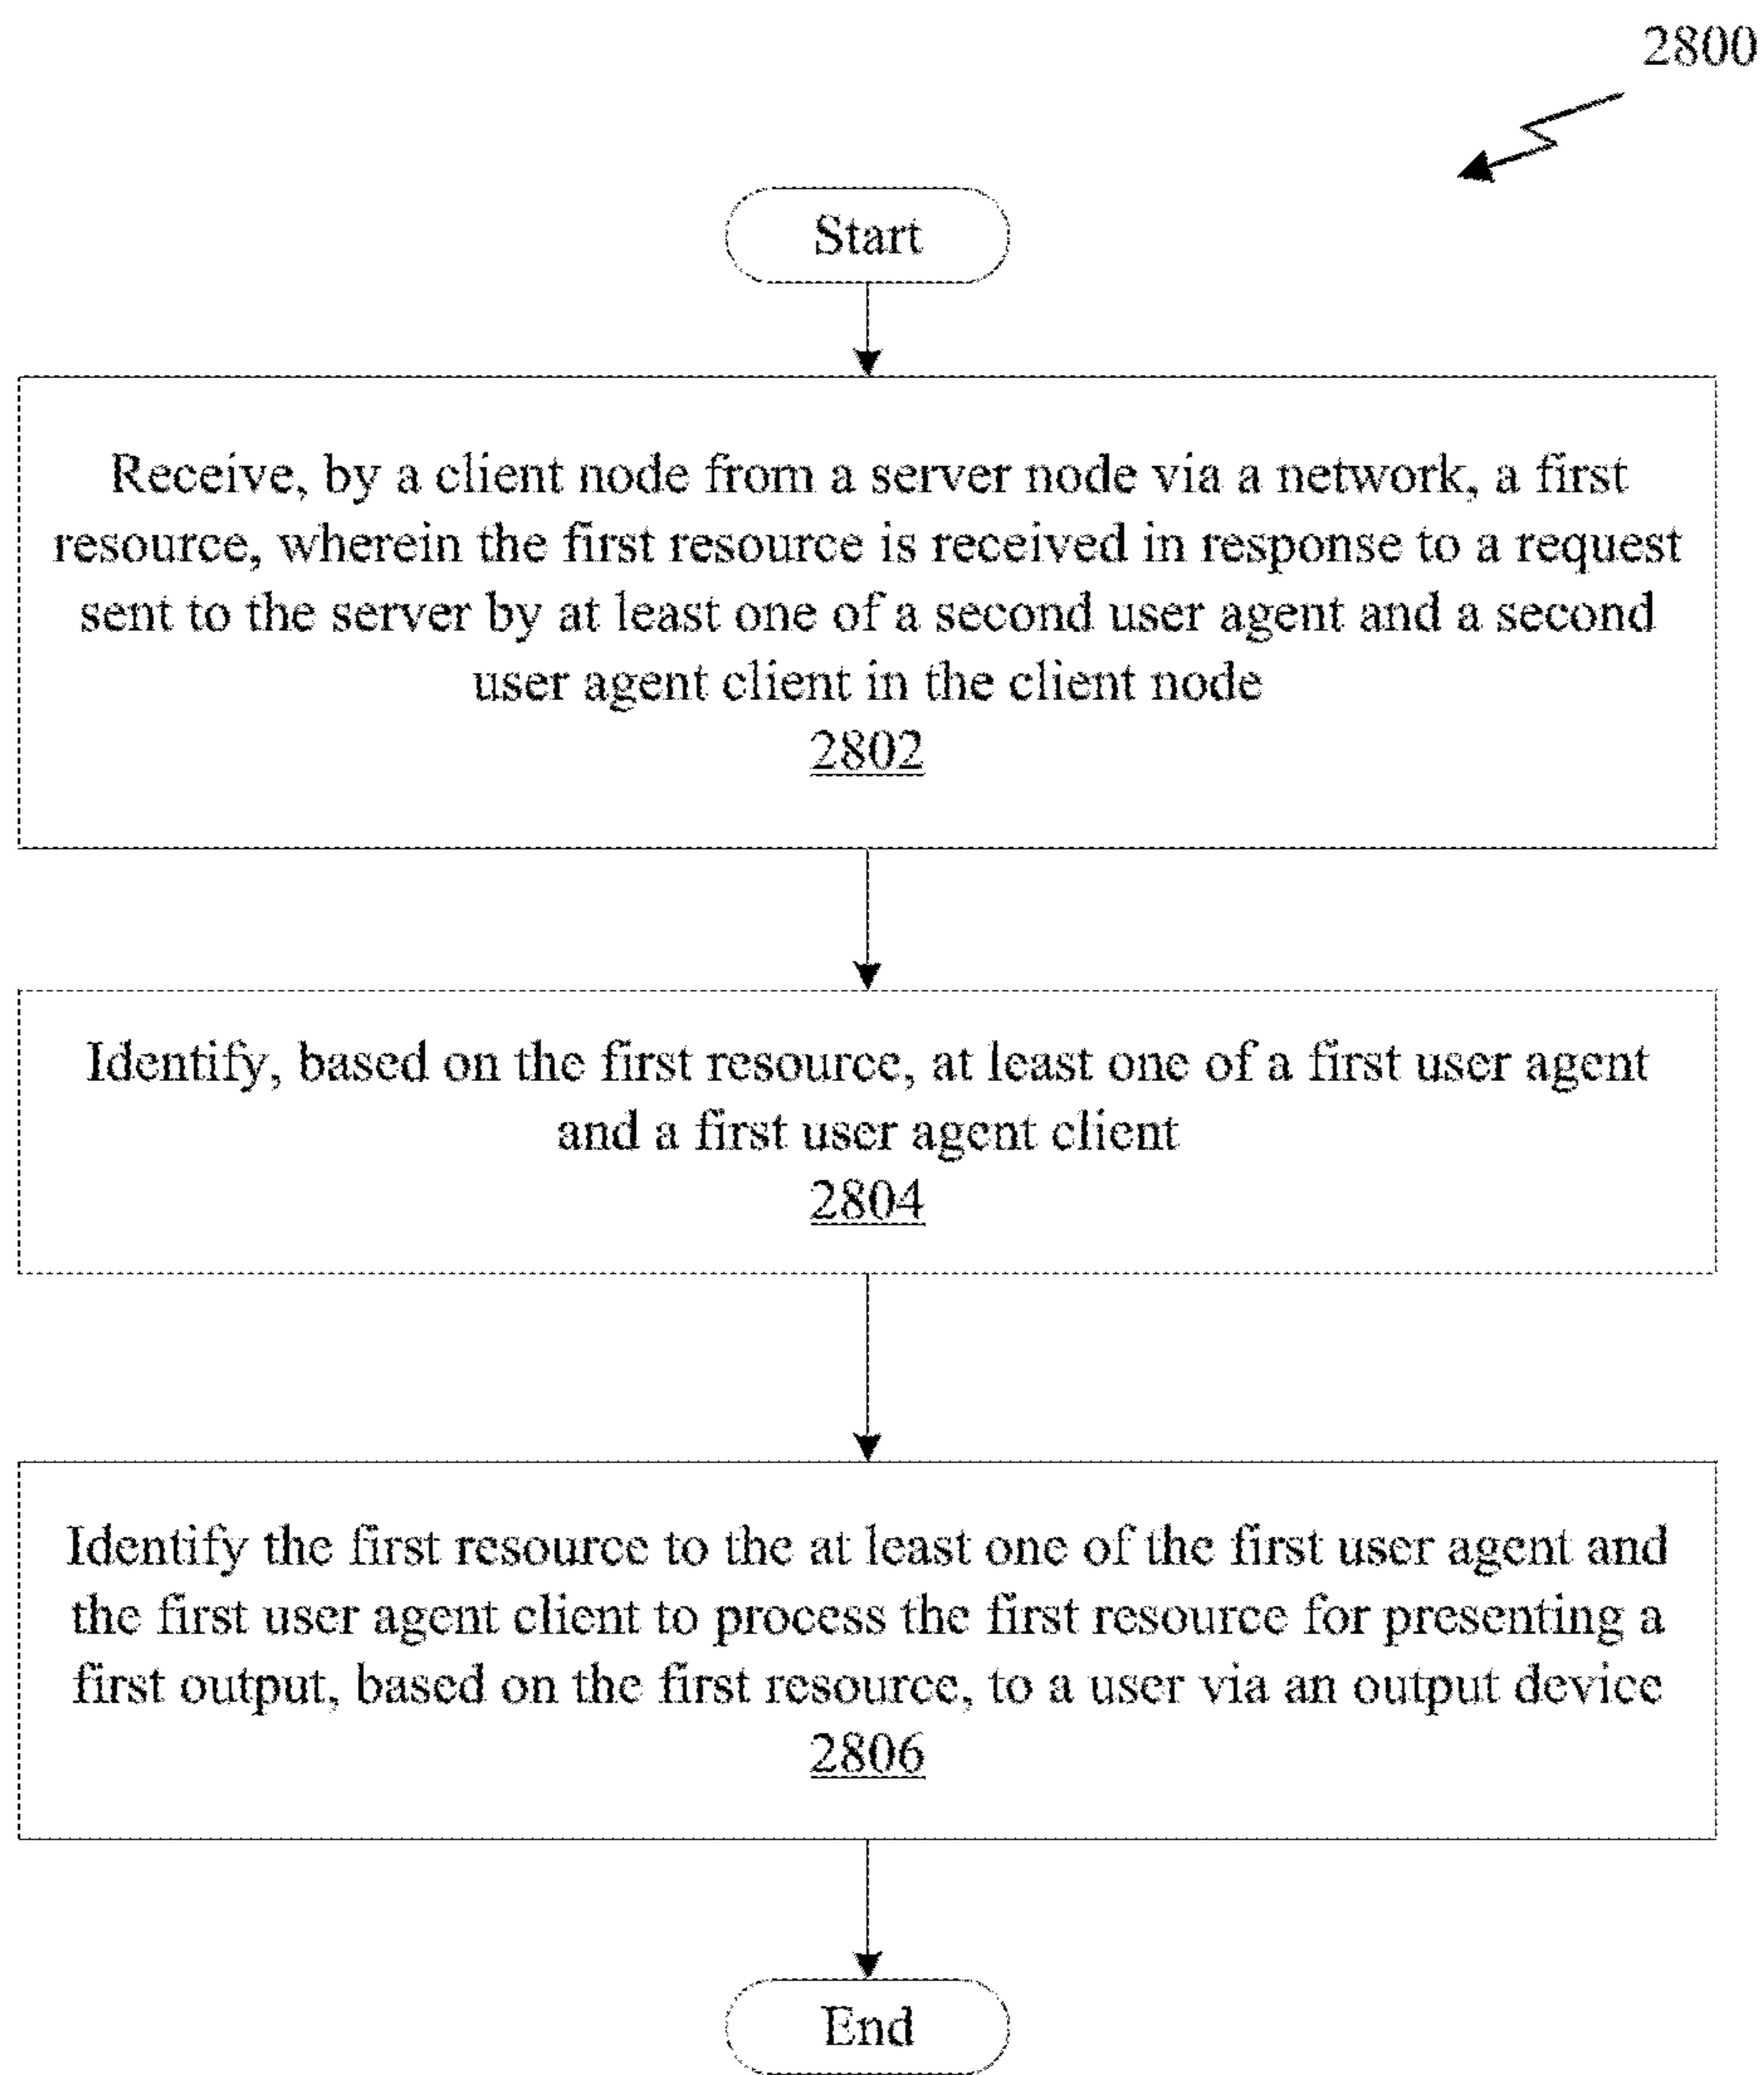 2800
Start
Receive, by a client node from a server node via a network, a first
resource, wherein the first resource is received in response to a request
sent to the server by at least one of a second user agent and a second
user agent client in the client node
2802
Identify, based on the first resource, at least one of a first user agent
and a first user agent client
2804
Identify the first resource to the at least one of the first user agent and
the first user agent client to process the first resource for presenting a
first output, based on the first resource, to a user via an output device
2806
End